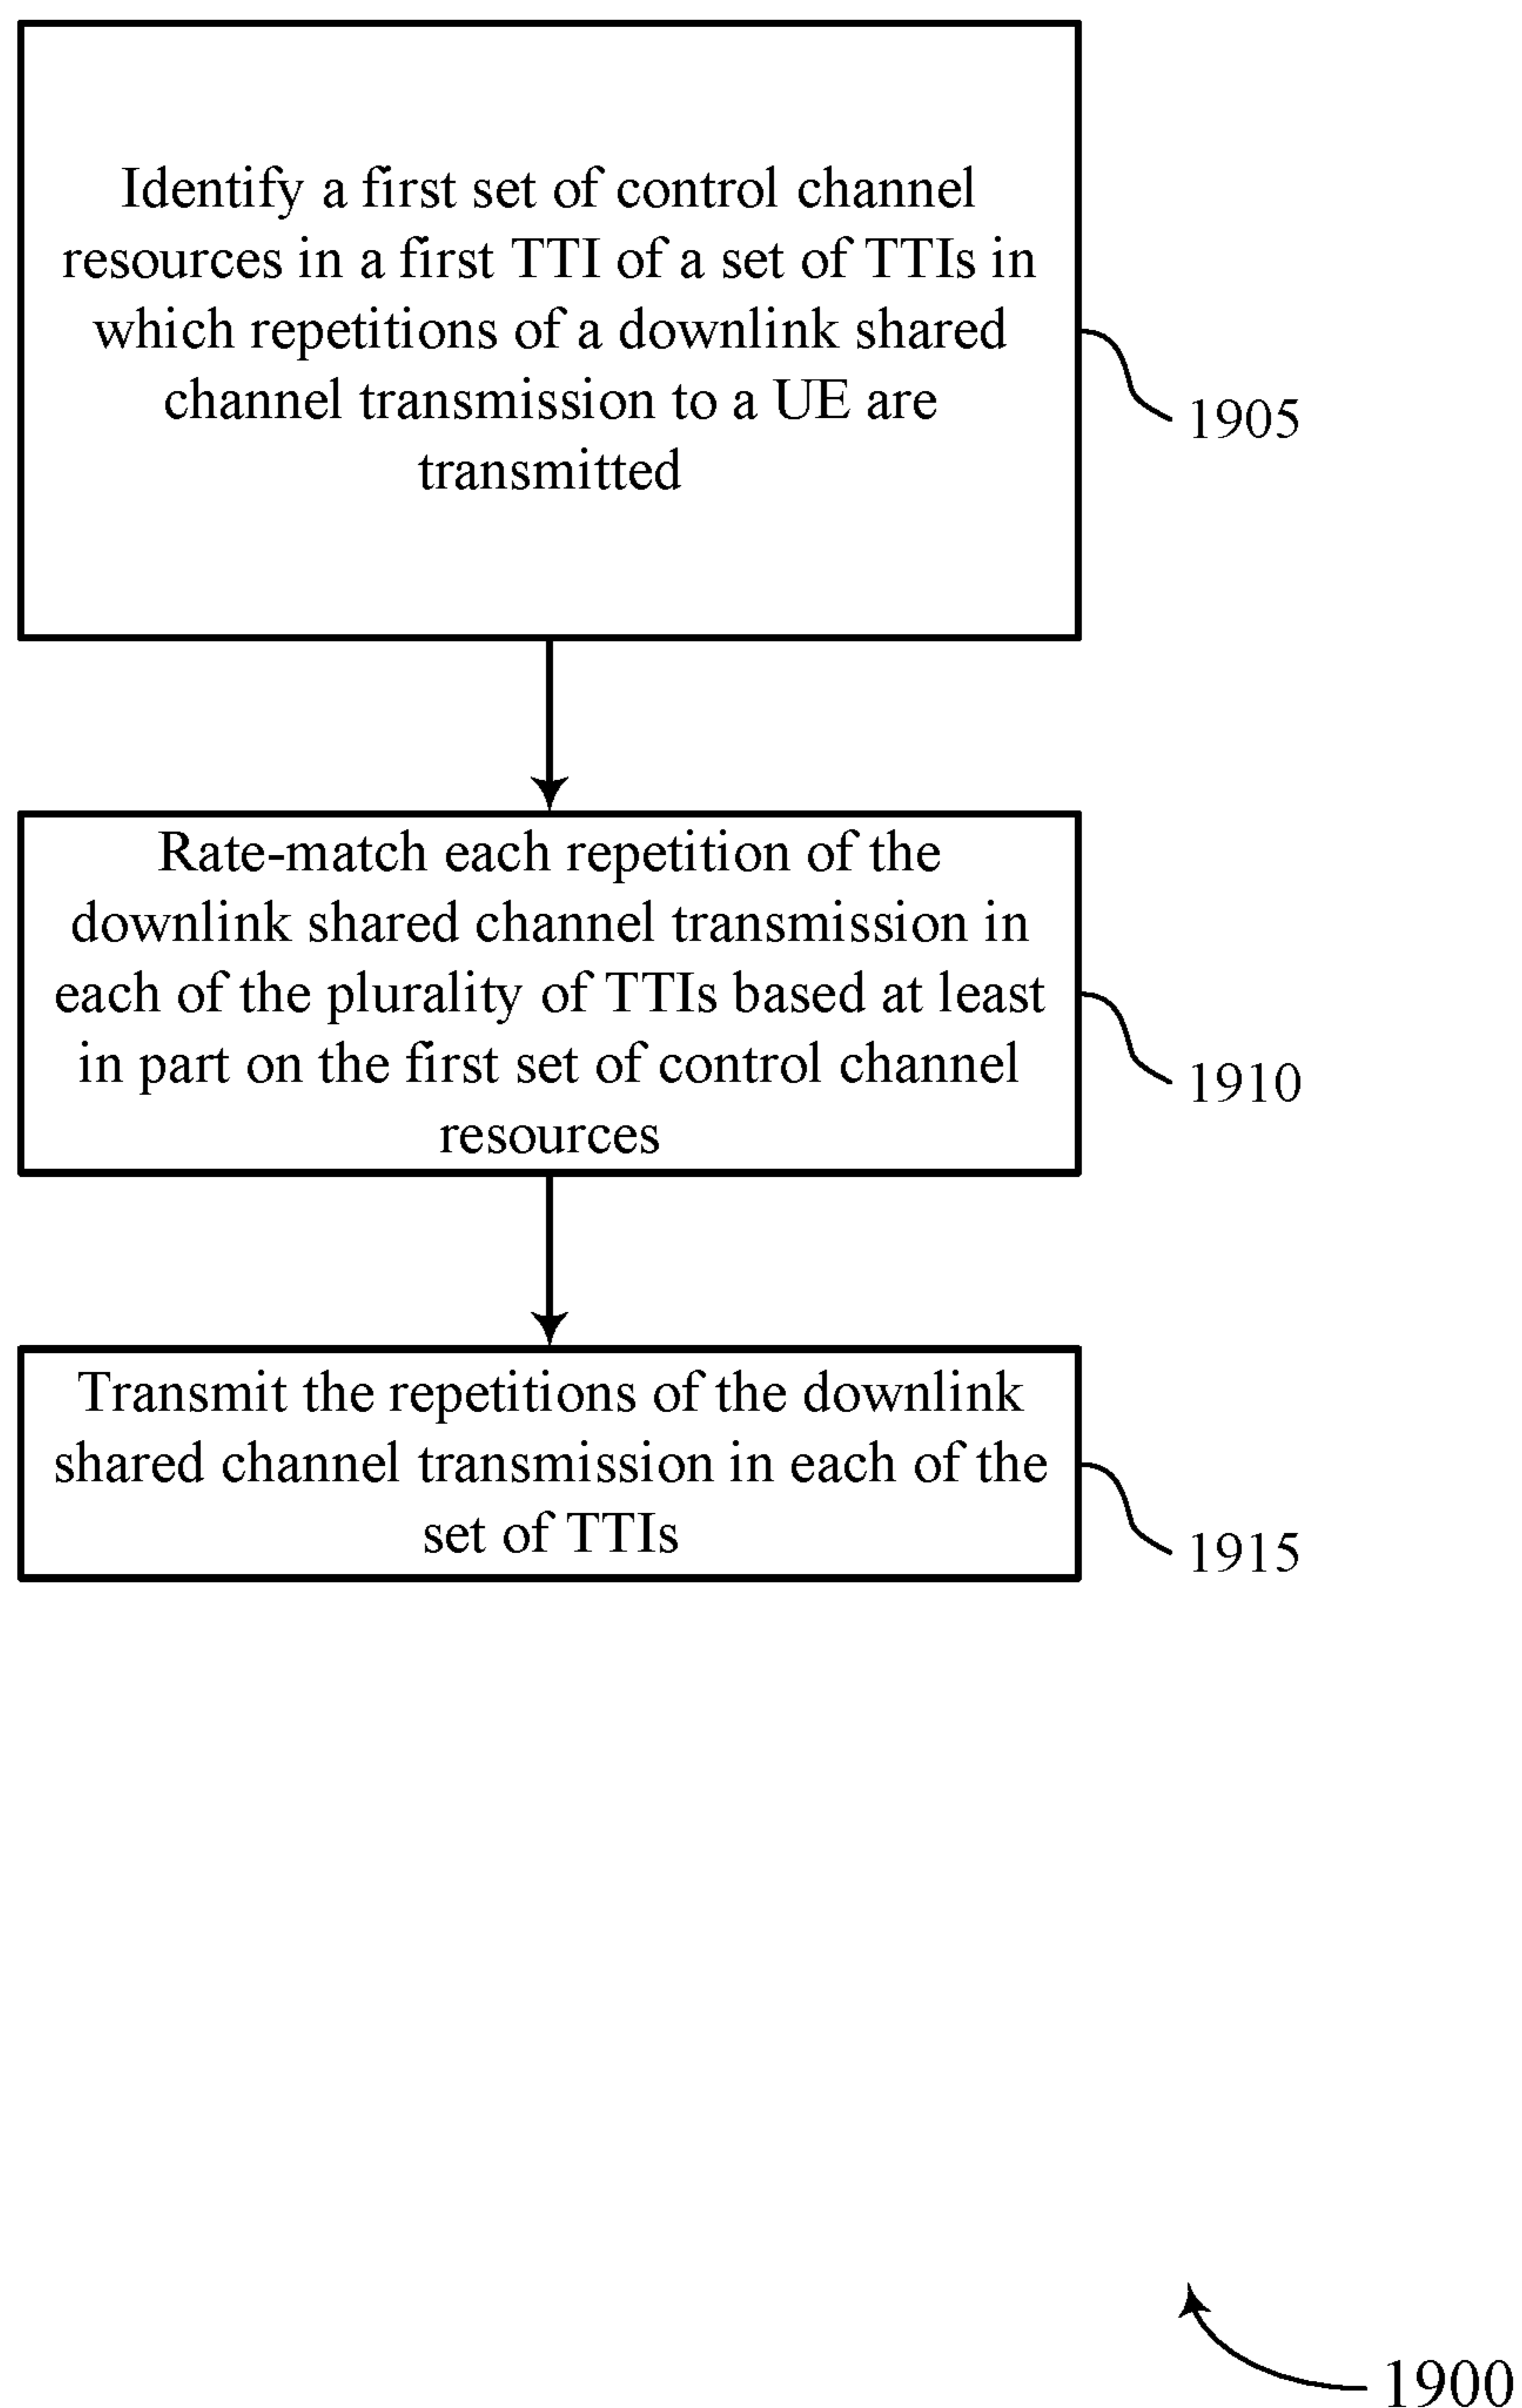 Identify a first set of control channel
resources in a first TTI of a set of TTIs in
which repetitions of a downlink shared
channel transmission to a UE are
transmitted
1905
Rate-match each repetition of the
downlink shared channel transmission in
each of the plurality of TTIs based at least
in part on the first set of control channel
resources
1910
Transmit the repetitions of the downlink
shared channel transmission in each of the
set of TTIs
1915
1900